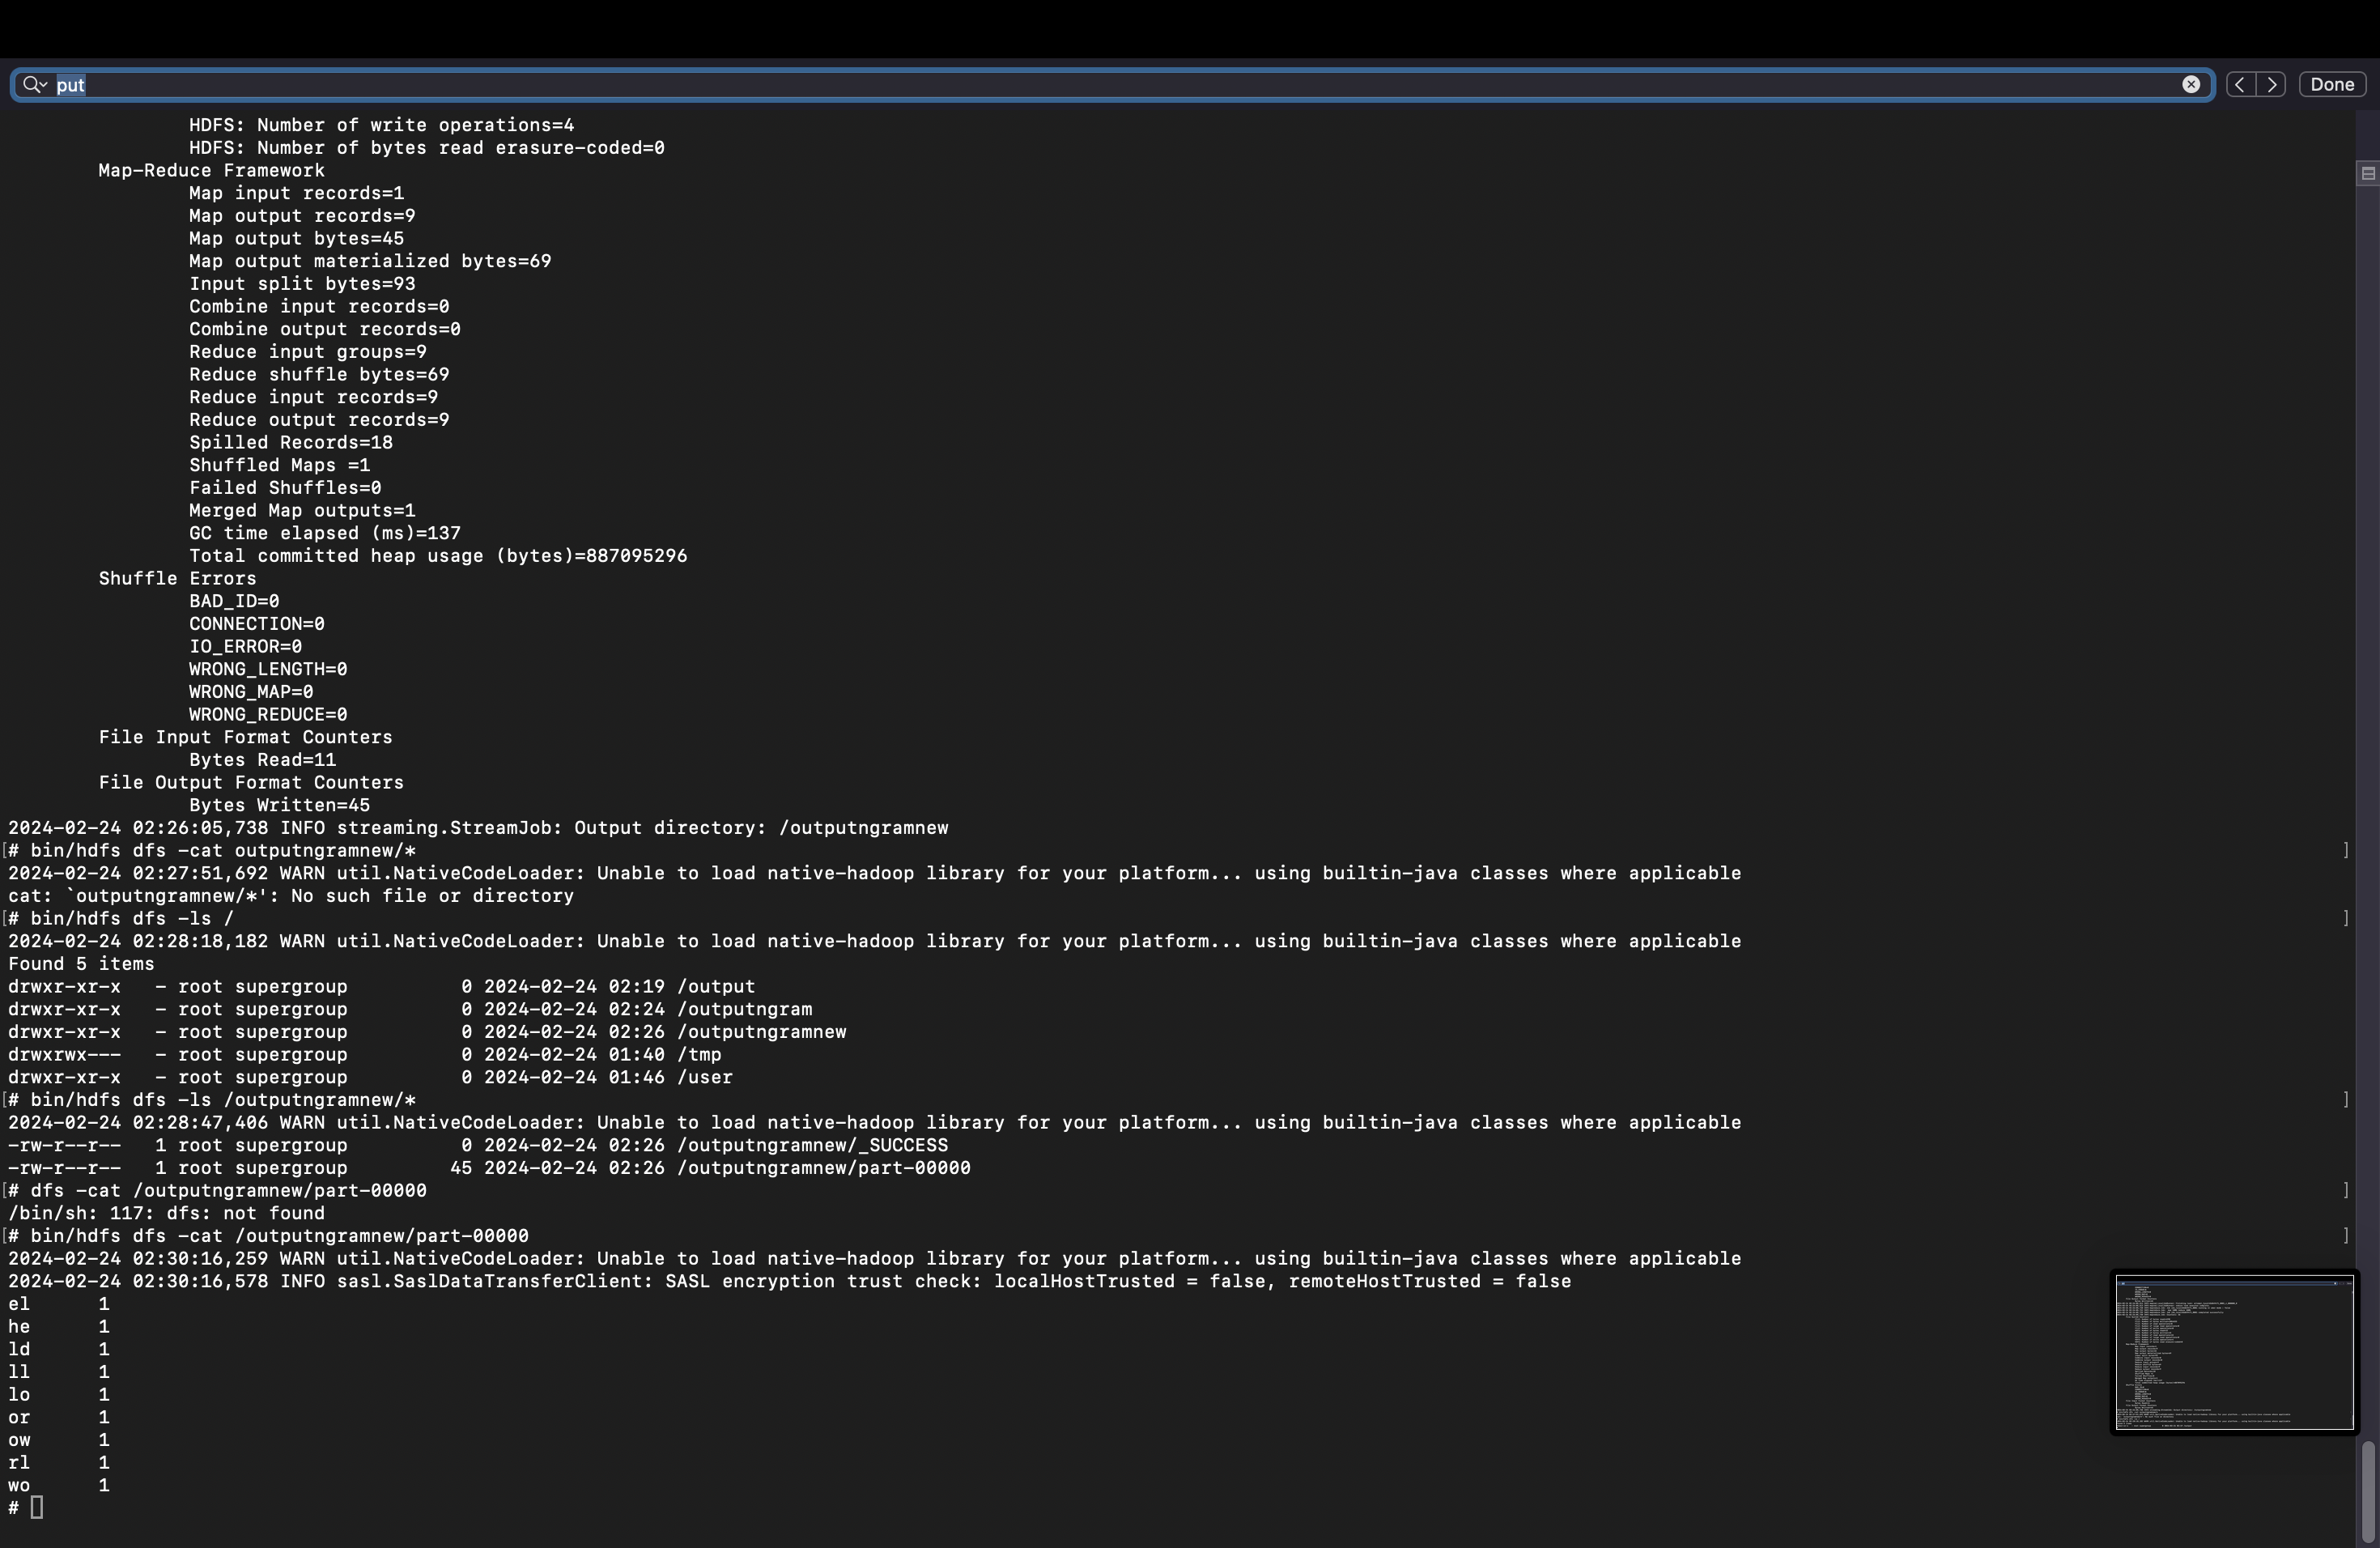 put
Done
HDFS: Number of write operations=4
HDFS: Number of bytes read erasure-coded=0
Map-Reduce Framework
Map input records=1
Map output records=9
Map output bytes=45
Map output materialized bytes=69
Input split bytes=93
Combine input records=0
Combine output records=0
Reduce input groups=9
Reduce shuffle bytes=69
Reduce input records=9
Reduce output records=9
Spilled Records=18
Shuffled Maps =1
Failed Shuffles=0
Merged Map outputs=1
GC time elapsed (ms)=137
Total committed heap usage (bytes)=887095296
Shuffle Errors
BAD_ID=0
CONNECTION=0
IO_ERROR=0
WRONG_LENGTH=0
WRONG_MAP=0
WRONG_REDUCE=0
File Input Format Counters
Bytes Read=11
File Output Format Counters
Bytes Written=45
2024-02-24 02:26:05,738 INFO streaming.StreamJob: Output directory: /outputngramnew
[# bin/hdfs dfs -cat outputngramnew/* ]
2024-02-24 02:27:51,692 WARN util.NativeCodeLoader: Unable to load native-hadoop library for your platform... using builtin-java classes where applicable
cat: `outputngramnew/*': No such file or directory
[# bin/hdfs dfs -ls / ]
2024-02-24 02:28:18,182 WARN util.NativeCodeLoader: Unable to load native-hadoop library for your platform... using builtin-java classes where applicable
Found 5 items
drwxr-xr-x - root supergroup 0 2024-02-24 02:19 /output
drwxr-xr-x - root supergroup 0 2024-02-24 02:24 /outputngram
drwxr-xr-x - root supergroup 0 2024-02-24 02:26 /outputngramnew
drwxrwx--- - root supergroup 0 2024-02-24 01:40 /tmp
drwxr-xr-x - root supergroup 0 2024-02-24 01:46 /user
[# bin/hdfs dfs -ls /outputngramnew/* ]
2024-02-24 02:28:47,406 WARN util.NativeCodeLoader: Unable to load native-hadoop library for your platform... using builtin-java classes where applicable
-rw-r--r-- 1 root supergroup 0 2024-02-24 02:26 /outputngramnew/_SUCCESS
-rw-r--r-- 1 root supergroup 45 2024-02-24 02:26 /outputngramnew/part-00000
[# dfs -cat /outputngramnew/part-00000 ]
/bin/sh: 117: dfs: not found
[# bin/hdfs dfs -cat /outputngramnew/part-00000 ]
2024-02-24 02:30:16,259 WARN util.NativeCodeLoader: Unable to load native-hadoop library for your platform... using builtin-java classes where applicable
2024-02-24 02:30:16,578 INFO sasl.SaslDataTransferClient: SASL encryption trust check: localHostTrusted = false, remoteHostTrusted = false
el 1
he 1
ld 1
ll 1
lo 1
or 1
ow 1
rl 1
wo 1
#